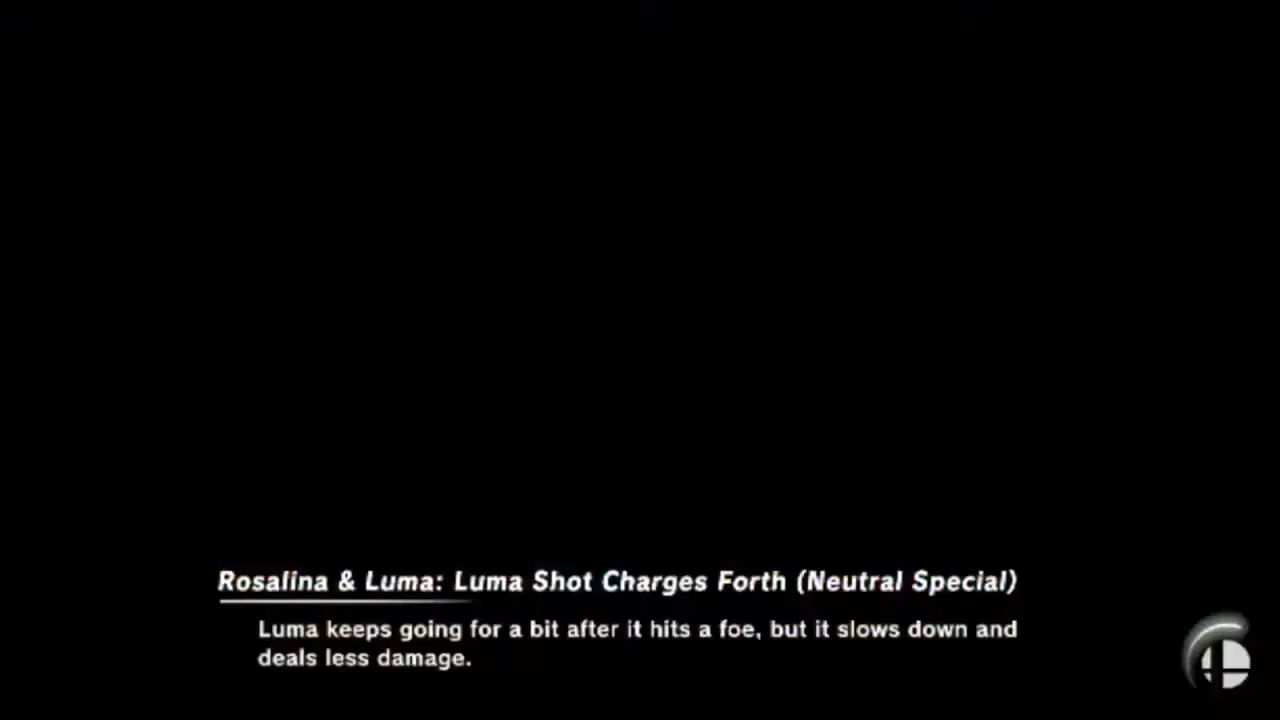 Rosalina & Luma: Luma Shot Charges Forth (Neutral Special)
Luma keeps going for a bit after it hits a foe, but it slows down and
deals less damage.